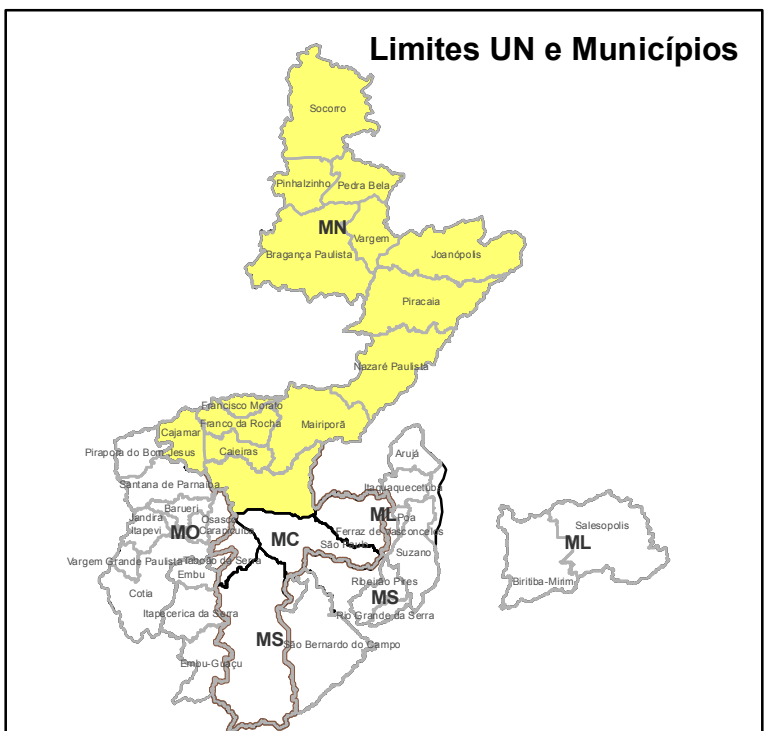 Limites UN e Municípios
Socorro
Pinhalzinho
Pedra Bela
MN
Vargem
Bragança Paulista
Joanópolis
Piracaia
Nazaré Paulista
Francisco Morato
Franco da Rocha
Mairiporã
Cajamar
Caieiras
Pirapora do Bom Jesus
Arujá
Santana de Parnaíba
Itaquaquecetuba
Barueri
Jandira
Osasco
Itapevi
MO
Carapicuíba
MC
ML
Poa
Ferraz de Vasconcelos
São Paulo
Suzano
Salesopolis
ML
Biritiba-Mirim
Vargem Grande Paulista
Taboão da Serra
Embu
Cotia
Ribeirão Pires
MS
Itapecerica da Serra
Rio Grande da Serra
MS
São Bernardo do Campo
Embu-Guaçu